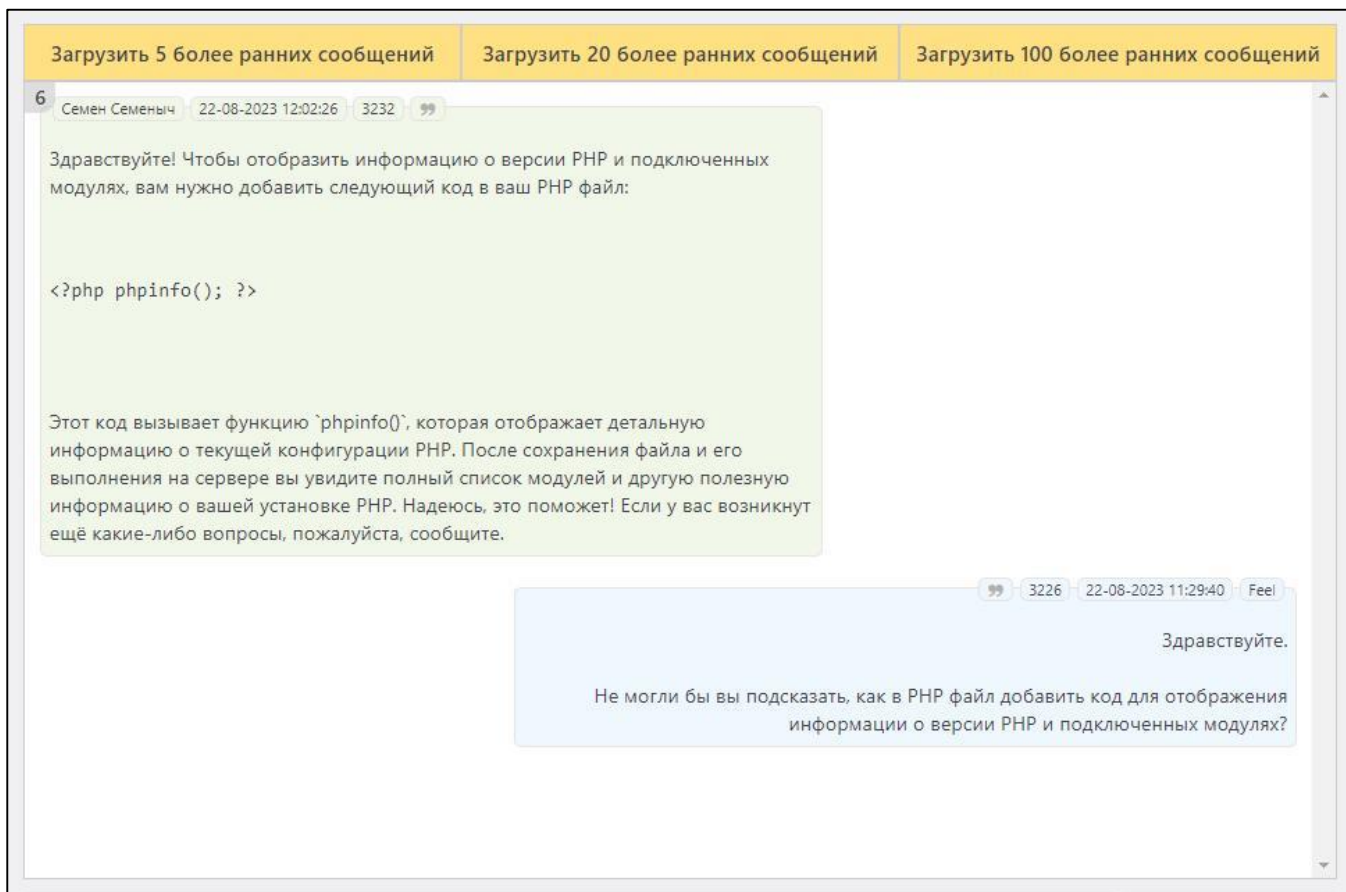 Загрузить 5 более ранних сообщений
Загрузить 20 более ранних сообщений
Загрузить 100 более ранних сообщений
6
Семен Семеныч 22-08-2023 12:02:26 3232 ❞
Здравствуйте! Чтобы отобразить информацию о версии PHP и подключенных
модулях, вам нужно добавить следующий код в ваш PHP файл:
<?php phpinfo(); ?>
Этот код вызывает функцию `phpinfo()`, которая отображает детальную
информацию о текущей конфигурации PHP. После сохранения файла и его
выполнения на сервере вы увидите полный список модулей и другую полезную
информацию о вашей установке PHP. Надеюсь, это поможет! Если у вас возникнут
ещё какие-либо вопросы, пожалуйста, сообщите.
❞ 3226 22-08-2023 11:29:40 Feel
Здравствуйте.
Не могли бы вы подсказать, как в PHP файл добавить код для отображения
информации о версии PHP и подключенных модулях?